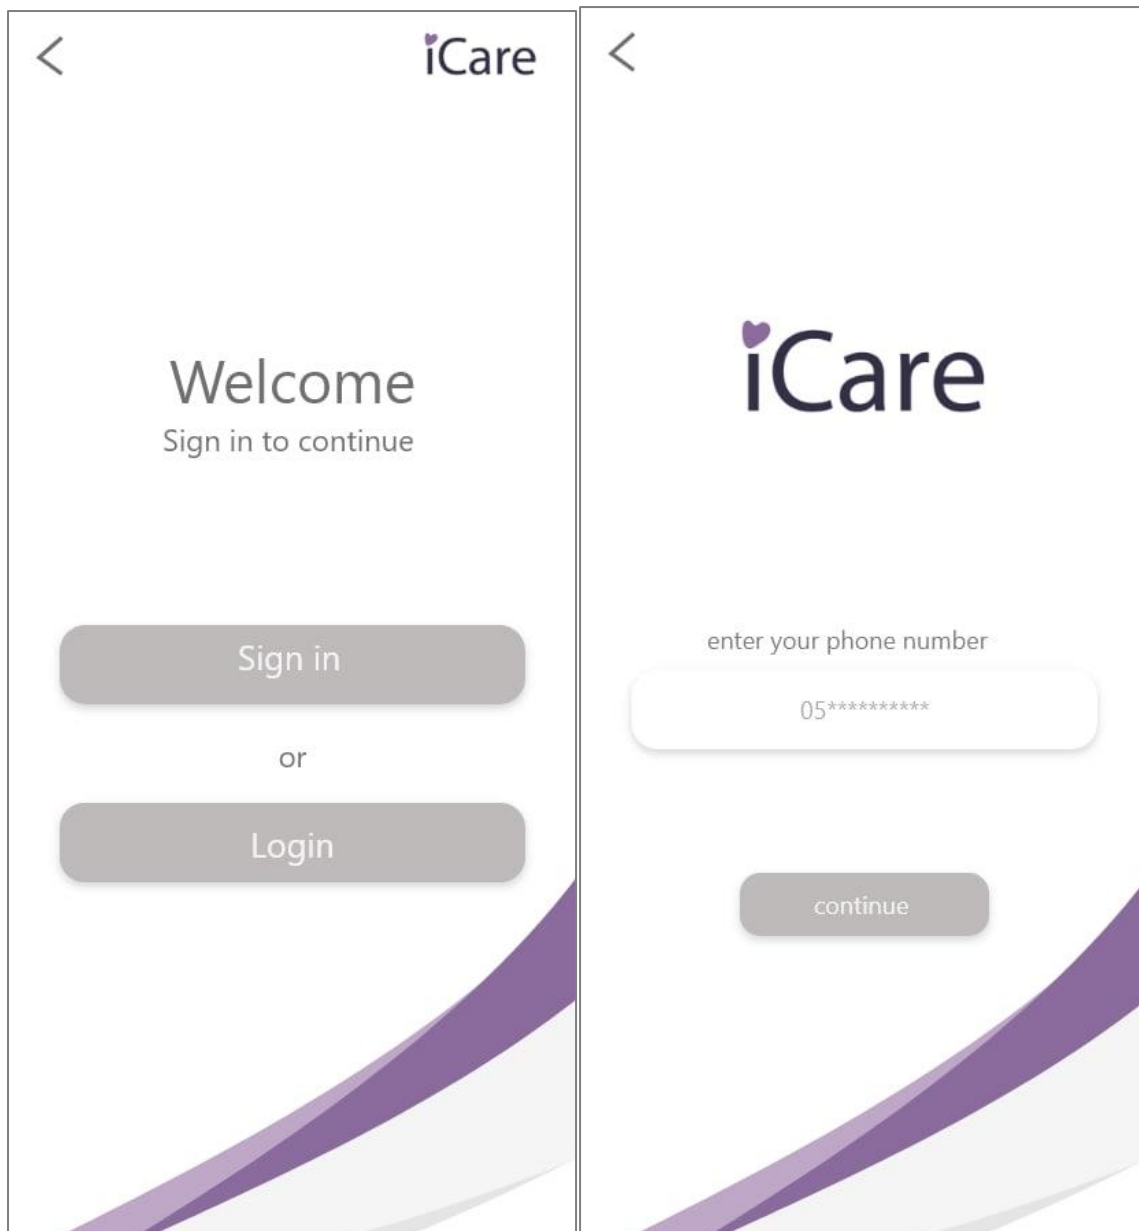 iCare
Welcome
Sign in to continue
Sign in
or
Login
iCare
enter your phone number
05**********
continue